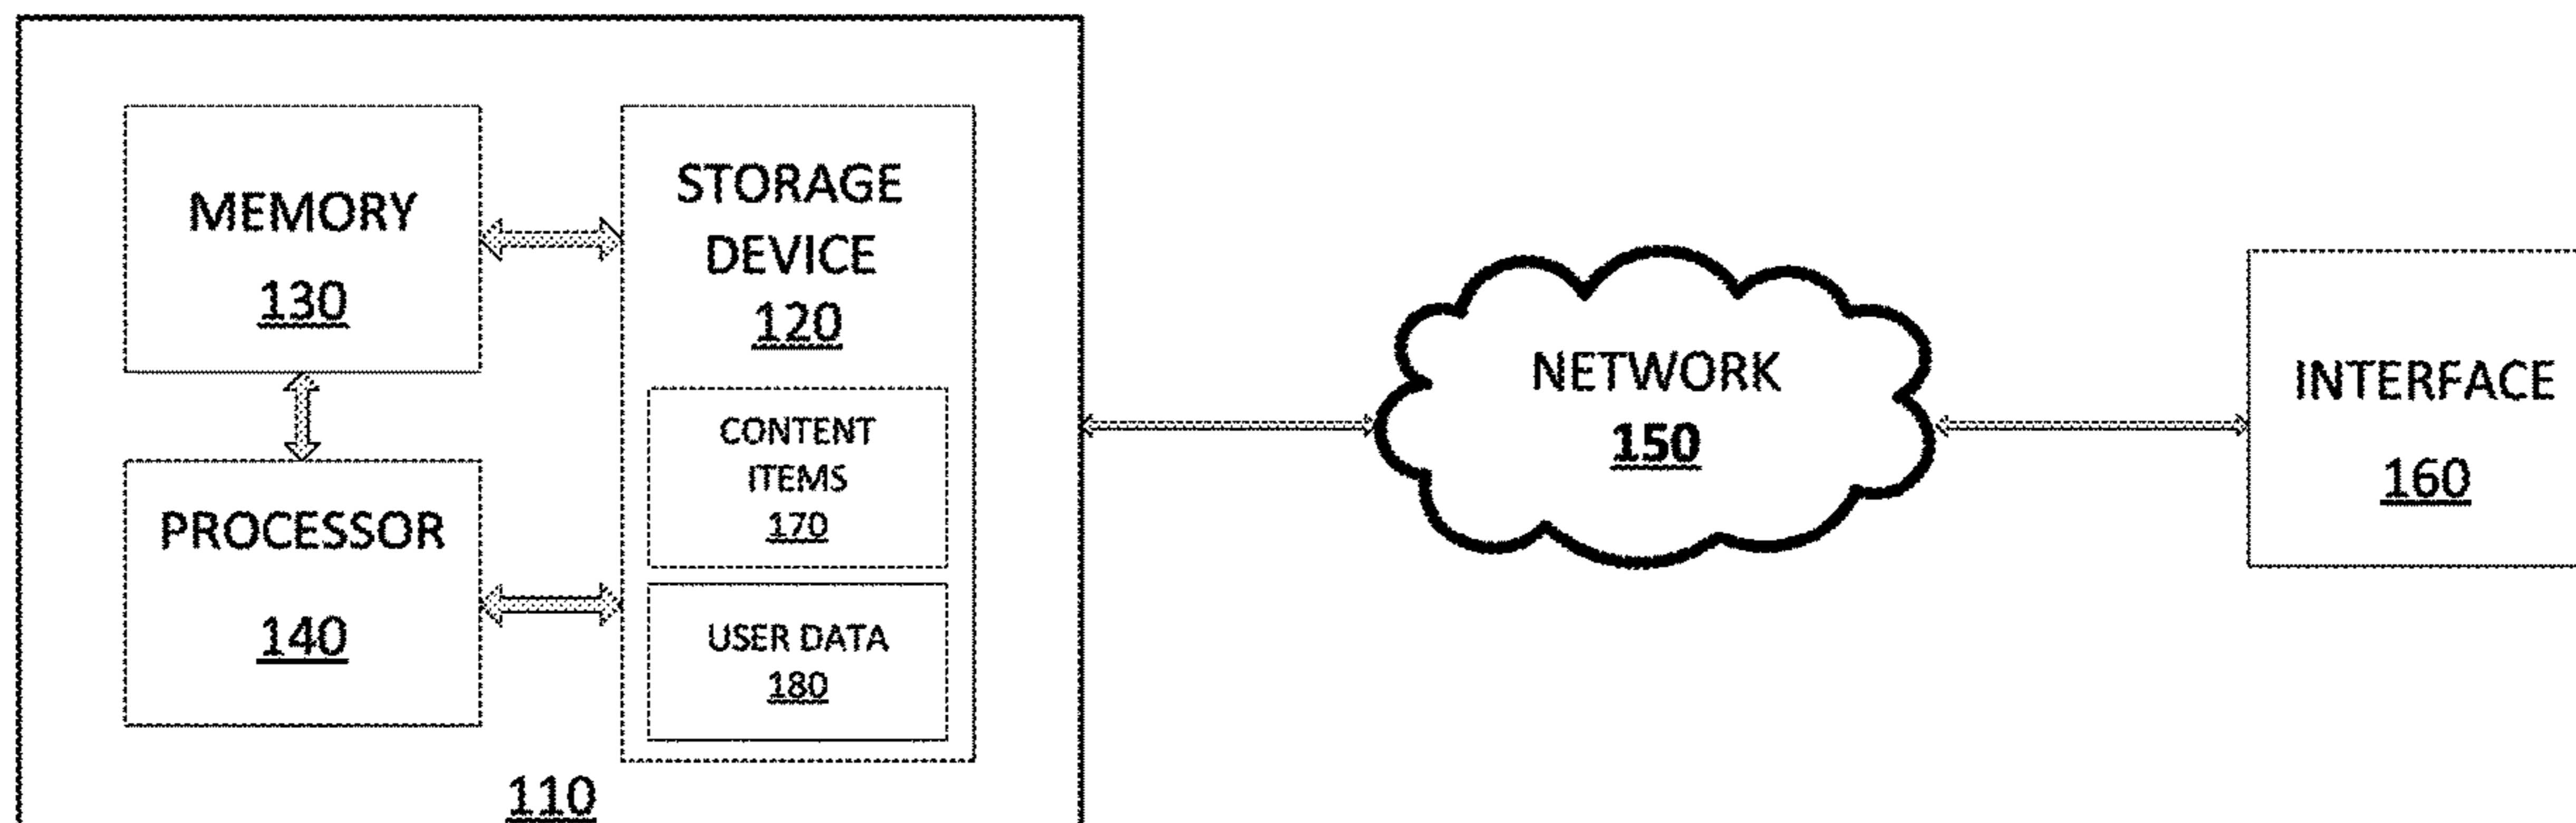 MEMORY
130
STORAGE
DEVICE
120
CONTENT
ITEMS
170
USER DATA
180
PROCESSOR
140
110
NETWORK
150
INTERFACE
160